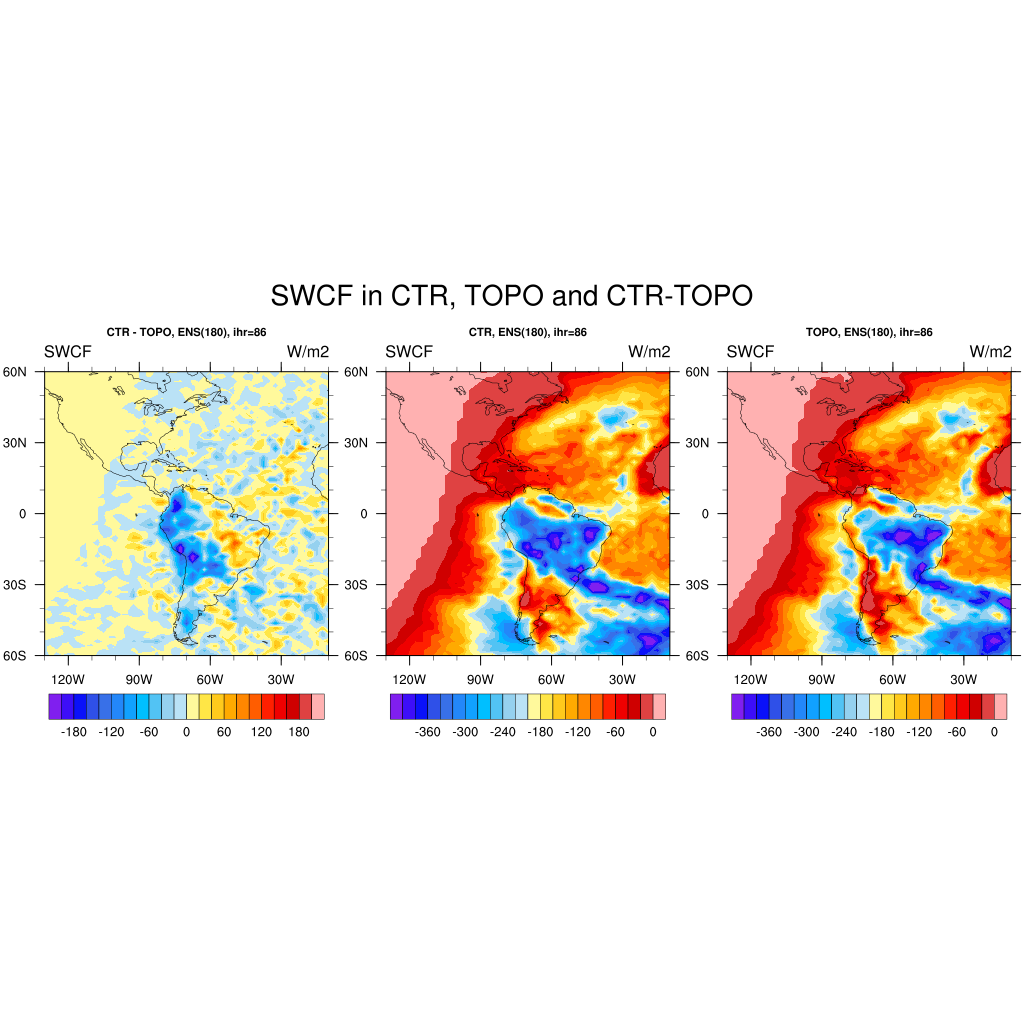 SWCF in CTR, TOPO and CTR-TOPO
CTR - TOPO, ENS(180), ihr=86
SWCF W/m2
60N
30N
0
30S
60S
120W 90W 60W 30W
-180 -120 -60 0 60 120 180
CTR, ENS(180), ihr=86
SWCF W/m2
60N
30N
0
30S
60S
120W 90W 60W 30W
-360 -300 -240 -180 -120 -60 0
TOPO, ENS(180), ihr=86
SWCF W/m2
60N
30N
0
30S
60S
120W 90W 60W 30W
-360 -300 -240 -180 -120 -60 0